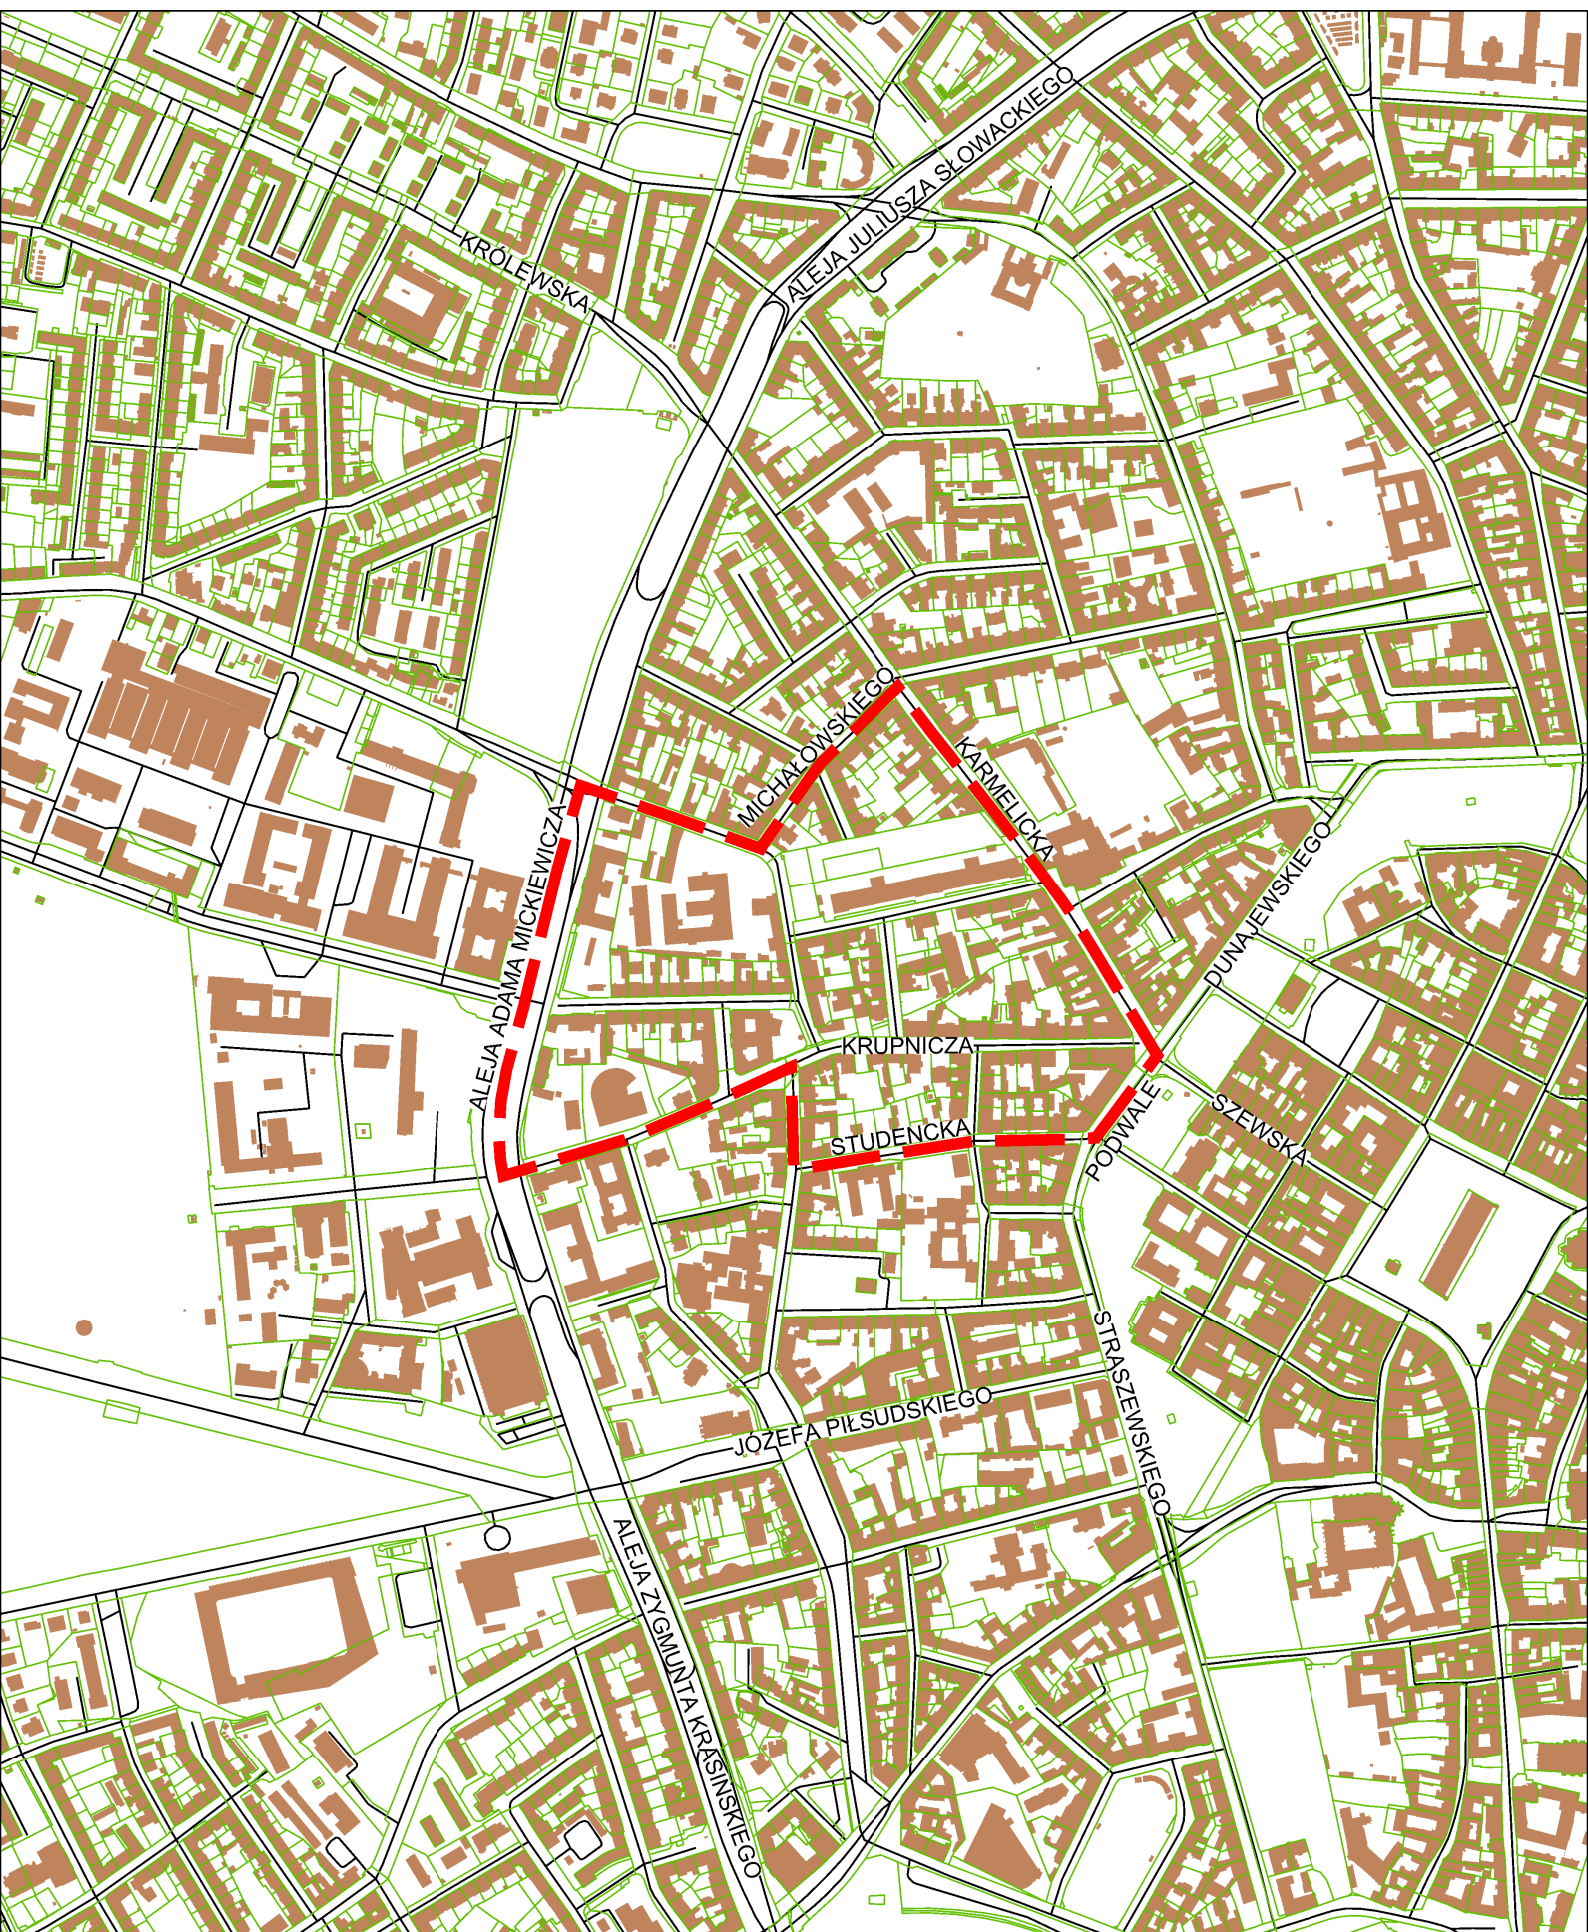 ALEJA JULIUSZA SŁOWACKIEGO
KRÓLEWSKA
MICHAŁOWSKIEGO
KARMELICKA
ALEJA ADAMA MICKIEWICZA
DUNAJEWSKIEGO
KRUPNICZA
STUDENCKA
PODWALE
SZEWSKA
STRASZEWSKIEGO
JÓZEFA PIŁSUDSKIEGO
ALEJA ZYGMUNTA KRASIŃSKIEGO